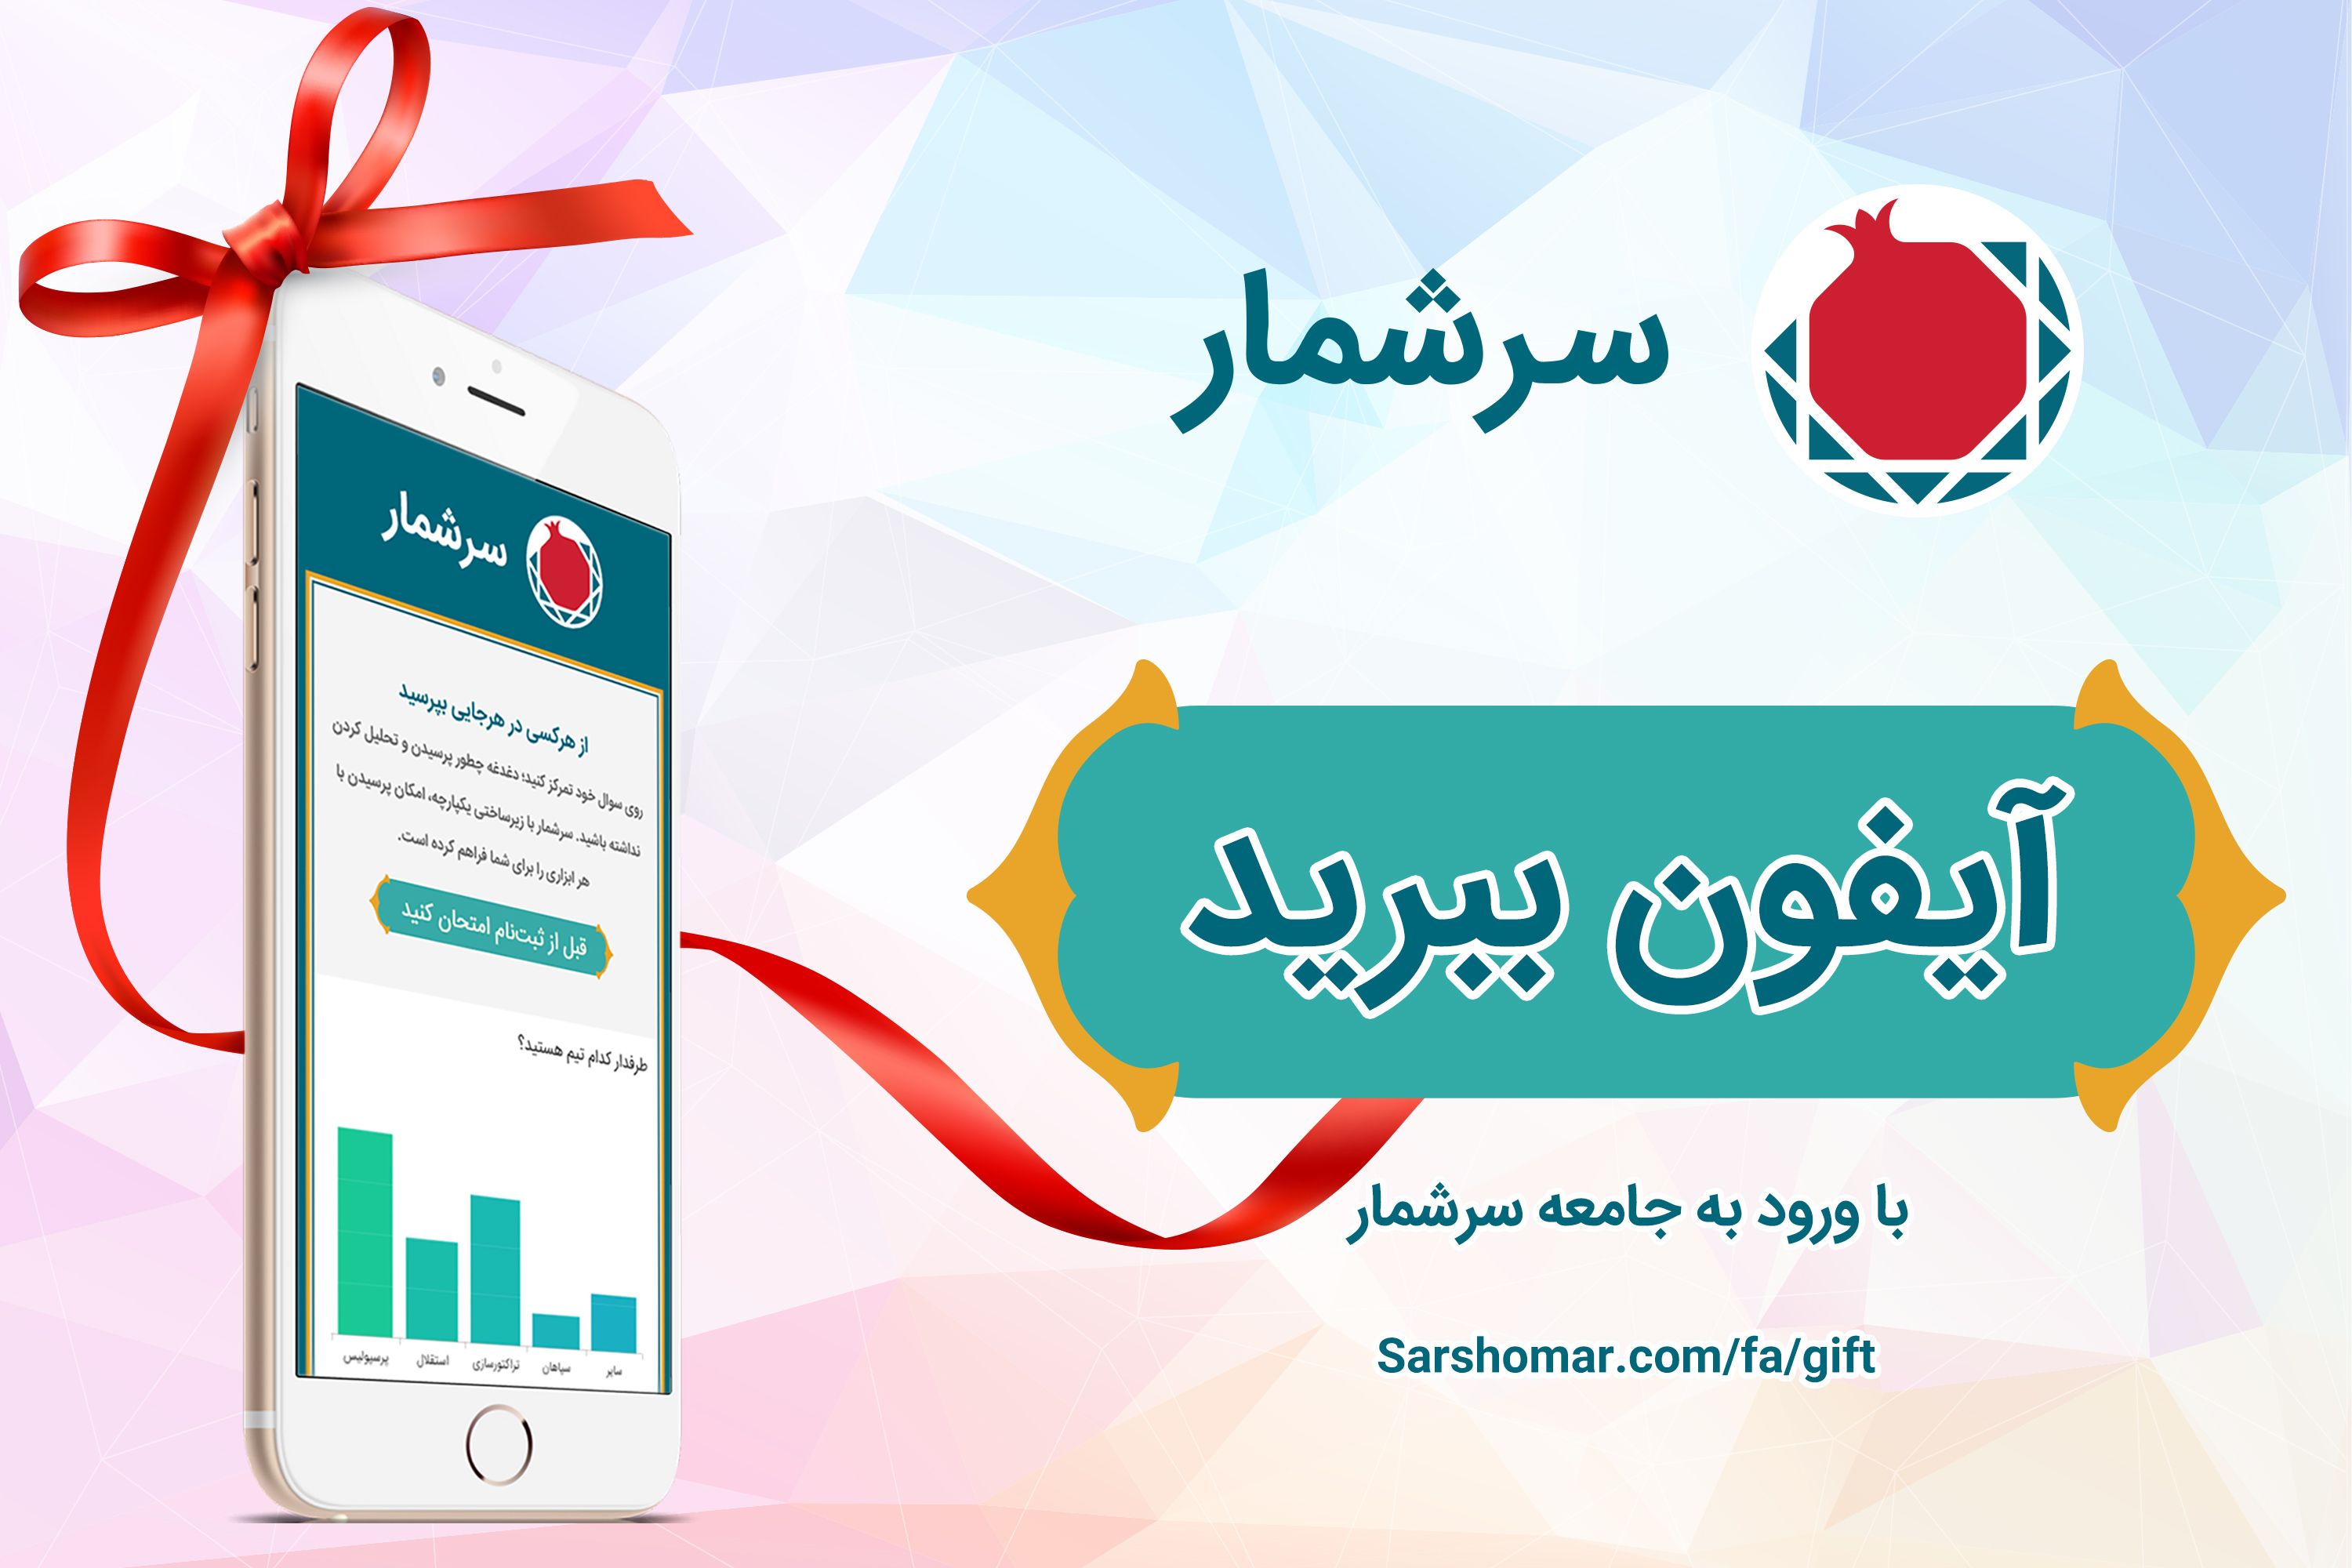 سرشمار
آیفون ببرید
با ورود به جامعه سرشمار
Sarshomar.com/fa/gift
سرشمار
از هرکسی در هرجایی بپرسید
روی سوال خود تمرکز کنید؛ دغدغه چطور پرسیدن و تحلیل کردن
نداشته باشید. سرشمار با زیرساختی یکپارچه، امکان پرسیدن با
هر ابزاری را برای شما فراهم کرده است.
قبل از ثبت‌نام امتحان کنید
طرفدار کدام تیم هستید؟
پرسپولیس استقلال تراکتورسازی سپاهان سایر